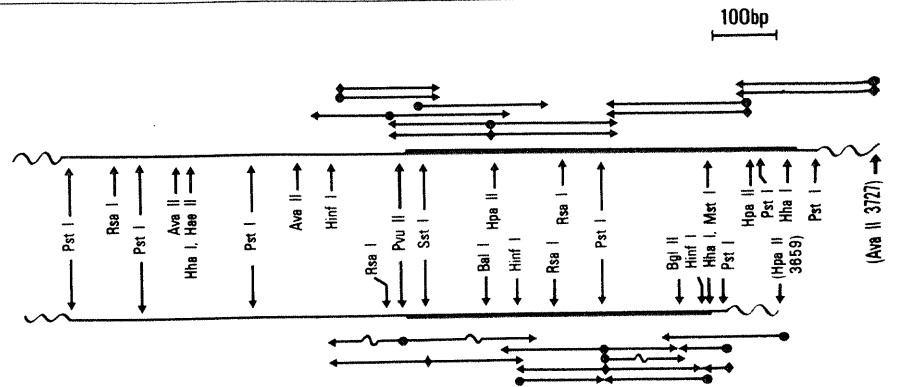 100bp
Pst I
Rsa I
Pst I
Ava II
Hha I, Hae II
Pst I
Ava II
Hinf I
Rsa I
Pvu II
Sst I
Bal I
Hpa II
Hinf I
Rsa I
Rsa I
Pst I
Bgl II
Hinf I
Hha I, Mst I
Pst I
Hpa II
Pst I
Hha I
Pst I
(Hpa II
3659)
(Ava II 3727)